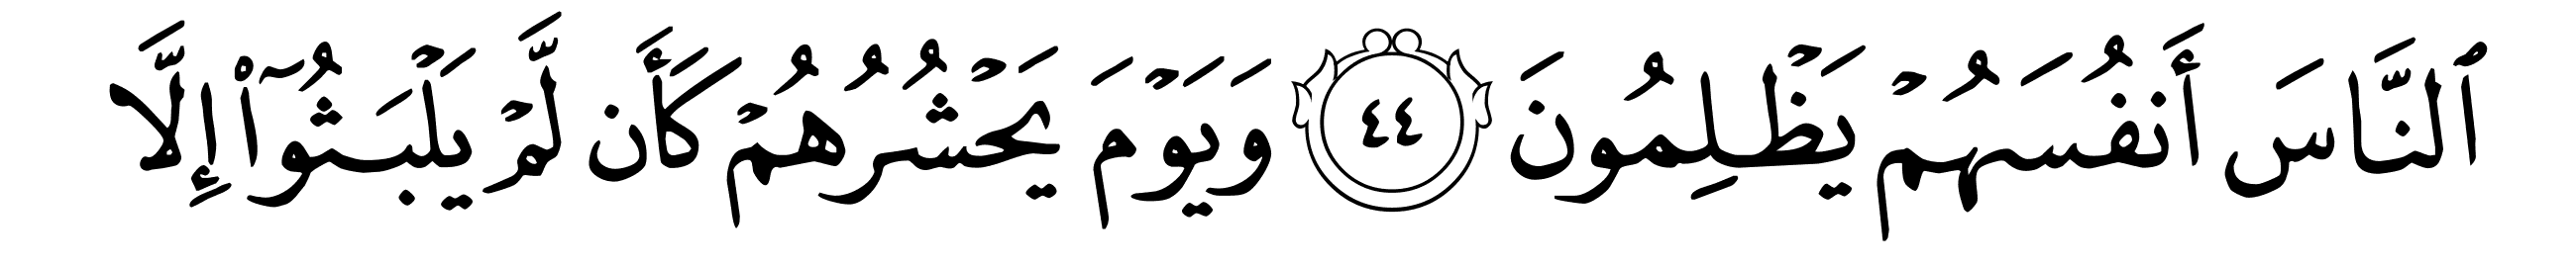 ٱلنَّاسَ أَنفُسَهُمْ يَظْلِمُونَ ٤٤ وَيَوْمَ يَحْشُرُهُمْ كَأَن لَّمْ يَلْبَثُوٓا۟ إِلَّا